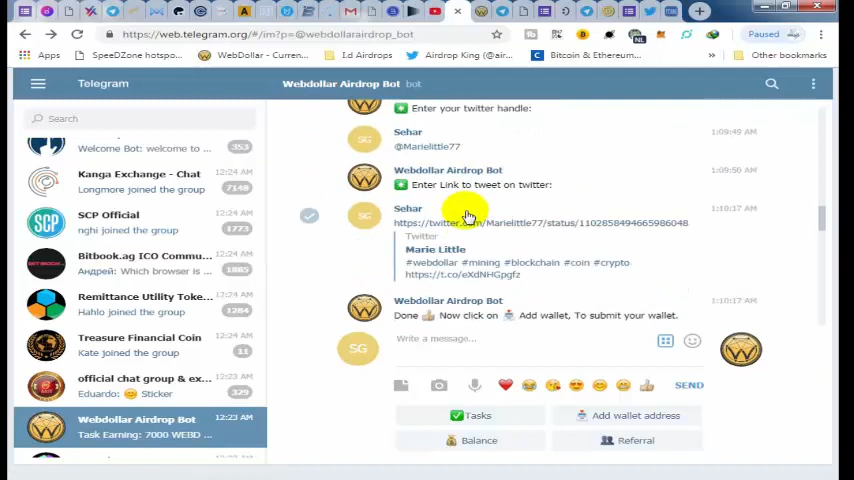 Paused
https://web.telegram.org/#/im?p=@webdollarairdrop_bot
Apps
SpeeDZone hotspo...
WebDollar - Curren...
Id Airdrops
Airdrop King (@air...
Bitcoin & Ethereum...
»
Other bookmarks
Telegram
Webdollar Airdrop Bot bot
Search
Welcome Bot: welcome to ...
353
Kanga Exchange - Chat
12:24 AM
Longmore joined the group
7148
SCP Official
12:24 AM
nghi joined the group
1773
Bitbook.ag ICO Commu...
12:24 AM
Андрей: Which browser is ...
1885
Remittance Utility Toke...
12:24 AM
Hahlo joined the group
1284
Treasure Financial Coin
12:24 AM
Kate joined the group
11
official chat group & ex...
12:24 AM
Eduardo: 😊 Sticker
329
Webdollar Airdrop Bot
12:23 AM
Task Earning: 7000 WEBD ...
✳️ Enter your twitter handle:
SG
Sehar
1:09:49 AM
@Marielittle77
Webdollar Airdrop Bot
1:09:50 AM
✳️ Enter Link to tweet on twitter:
SG
Sehar
1:10:17 AM
https://twitter.com/Marielittle77/status/1102858494665986048
Twitter
Marie Little
#webdollar #mining #blockchain #coin #crypto
https://t.co/eXdNHGpgfz
Webdollar Airdrop Bot
1:10:17 AM
Done 👍 Now click on 📩 Add wallet, To submit your wallet.
SG
Write a message...
SEND
✅Tasks
📩 Add wallet address
💰 Balance
👥 Referral